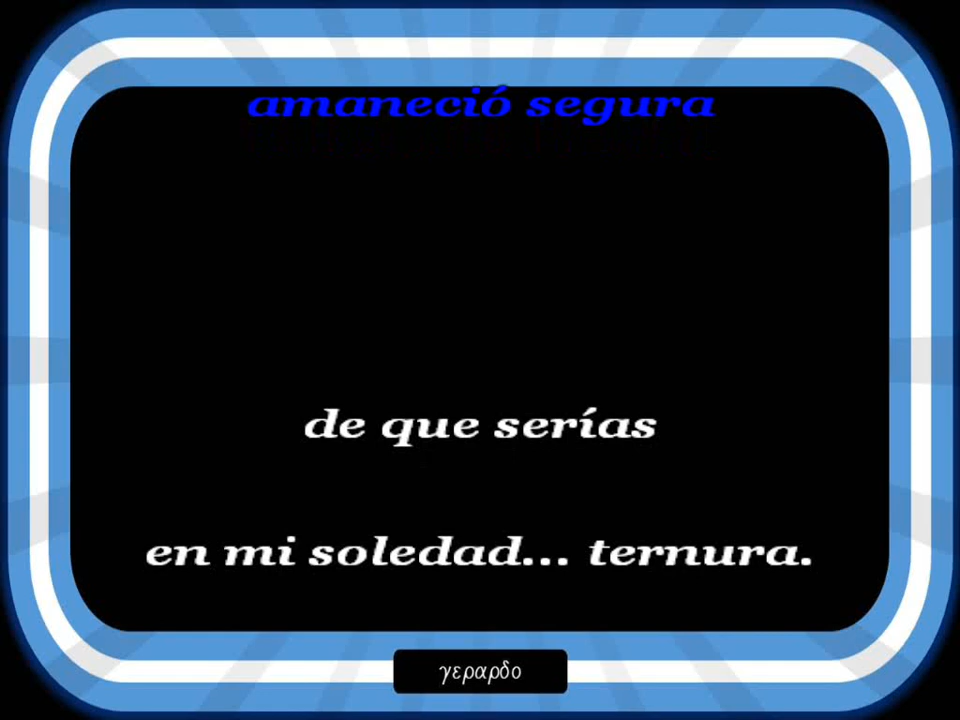 amaneció segura
de que serías
en mi soledad... ternura.
γεραρδο